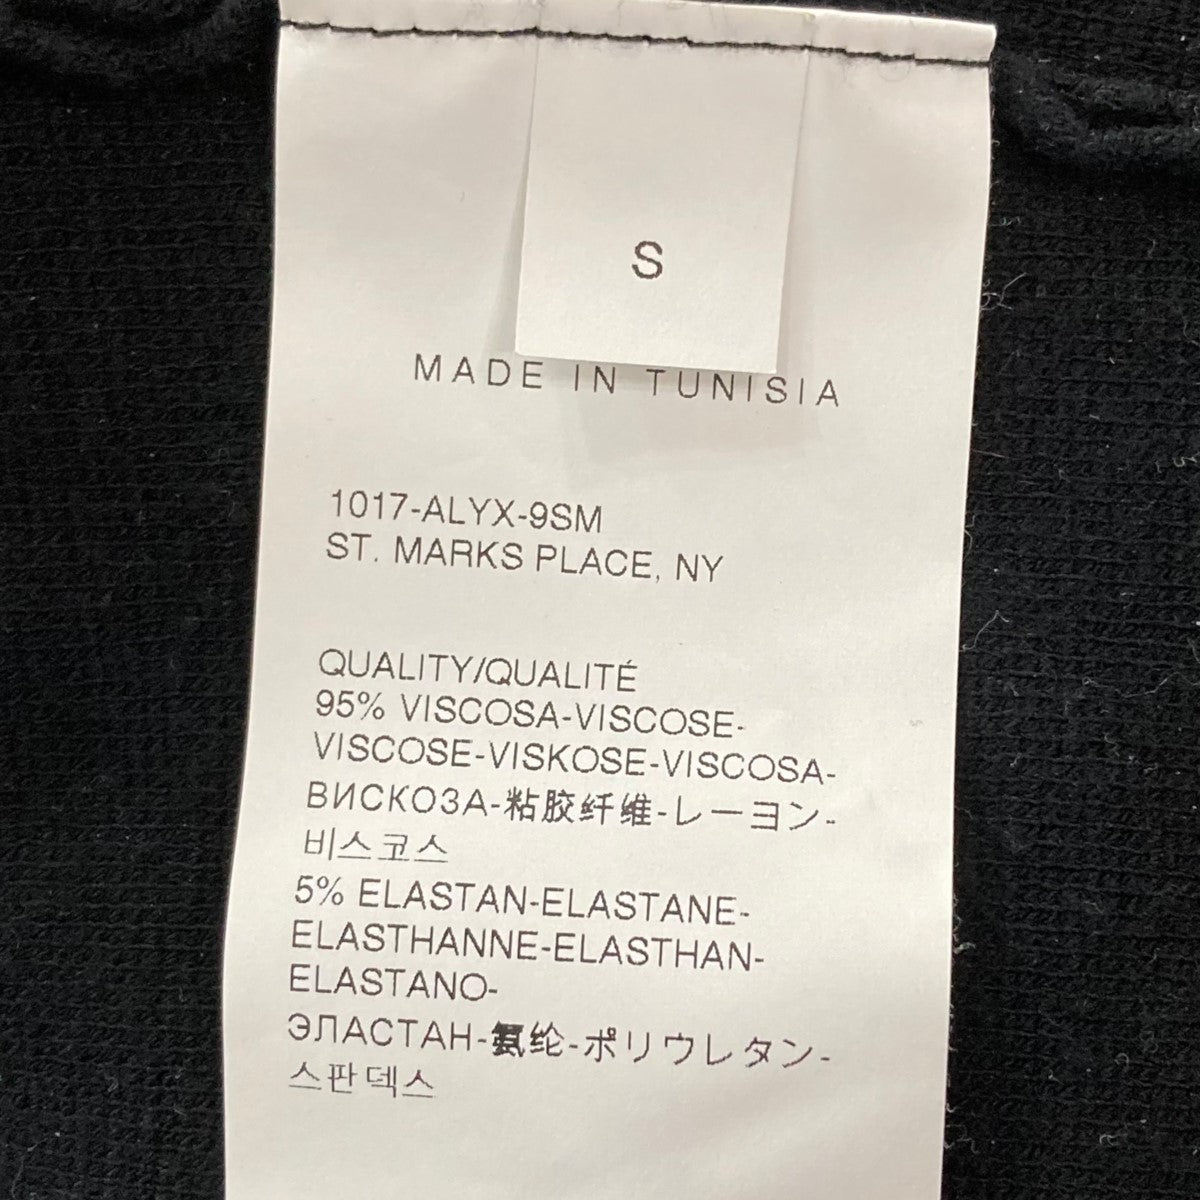 S
MADE IN TUNISIA
1017-ALYX-9SM
ST. MARKS PLACE, NY
QUALITY/QUALITÉ
95% VISCOSA-VISCOSE-
VISCOSE-VISKOSE-VISCOSA-
ВИСКОЗА-粘胶纤维-レーヨン-
비스코스
5% ELASTAN-ELASTANE-
ELASTHANNE-ELASTHAN-
ELASTANO-
ЭЛАСТАН-氨纶-ポリウレタン-
스판덱스